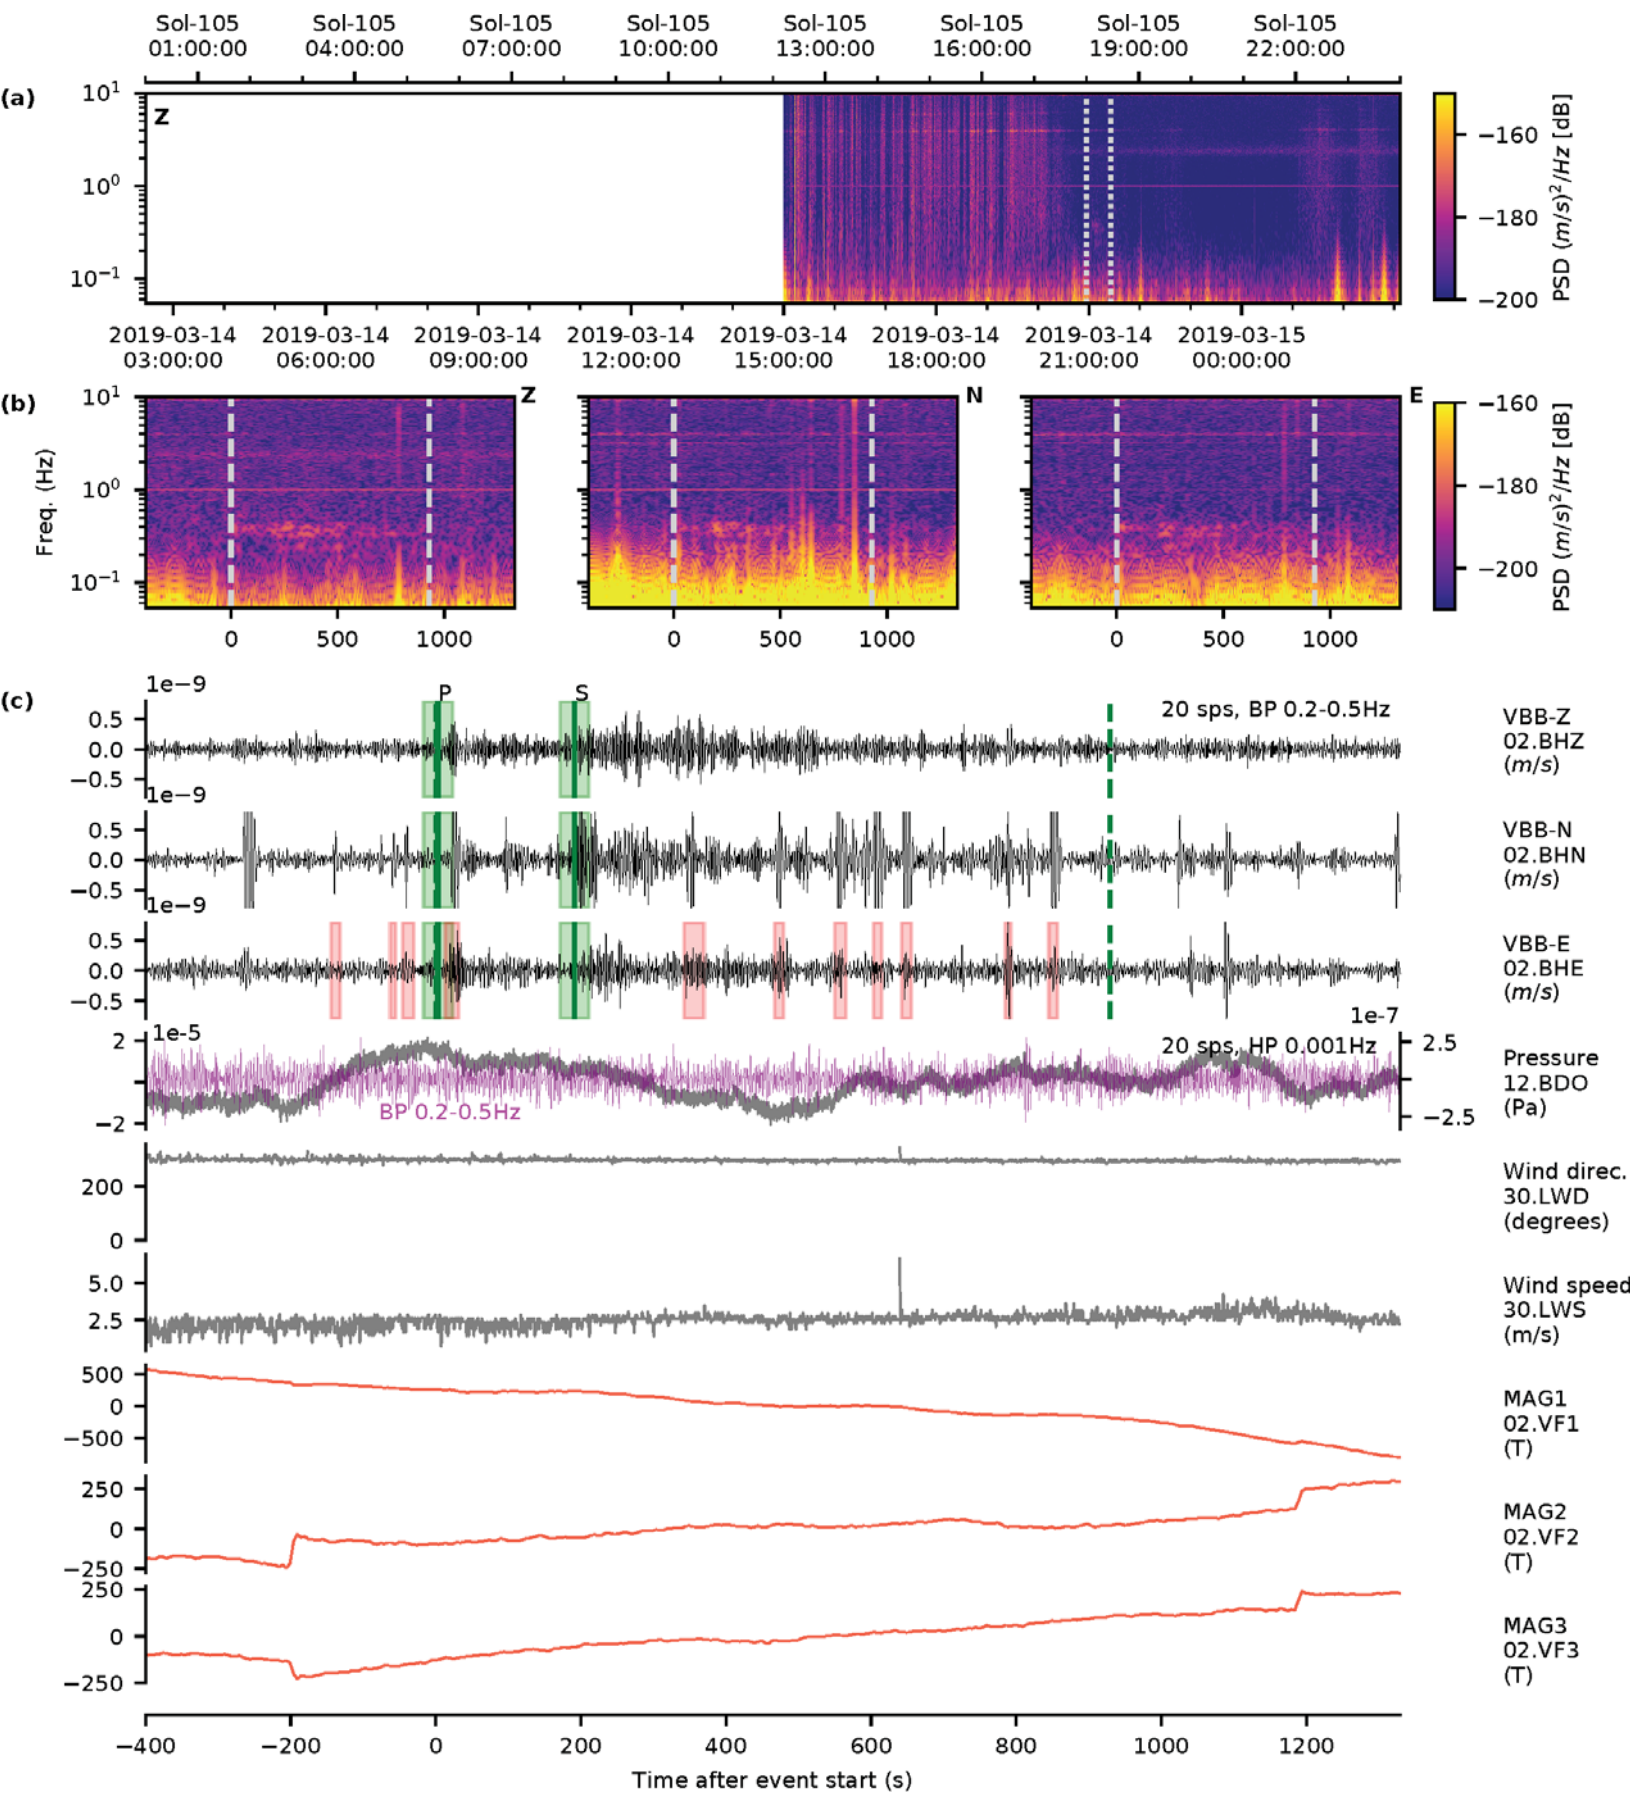 Sol-105 Sol-105 Sol-105 Sol-105 Sol-105 Sol-105 Sol-105 Sol-105
01:00:00 04:00:00 07:00:00 10:00:00 13:00:00 16:00:00 19:00:00 22:00:00
(a)
Z
10¹
10⁰
10⁻¹
−160
−180
−200
PSD (m/s)²/Hz [dB]
2019-03-14 2019-03-14 2019-03-14 2019-03-14 2019-03-14 2019-03-14 2019-03-14 2019-03-15
03:00:00 06:00:00 09:00:00 12:00:00 15:00:00 18:00:00 21:00:00 00:00:00
(b)
Z
N
E
10¹
10⁰
10⁻¹
Freq. (Hz)
−160
−180
−200
PSD (m/s)²/Hz [dB]
0 500 1000 0 500 1000 0 500 1000
(c)
1e−9
P
S
20 sps, BP 0.2-0.5Hz
0.5
0.0
−0.5
VBB-Z
02.BHZ
(m/s)
1e−9
0.5
0.0
−0.5
VBB-N
02.BHN
(m/s)
1e−9
0.5
0.0
−0.5
VBB-E
02.BHE
(m/s)
1e-5
1e-7
20 sps, HP 0.001Hz
2
−2
BP 0.2-0.5Hz
2.5
−2.5
Pressure
12.BDO
(Pa)
200
0
Wind direc.
30.LWD
(degrees)
5.0
2.5
Wind speed
30.LWS
(m/s)
500
0
−500
MAG1
02.VF1
(T)
250
0
−250
MAG2
02.VF2
(T)
250
0
−250
MAG3
02.VF3
(T)
−400 −200 0 200 400 600 800 1000 1200
Time after event start (s)